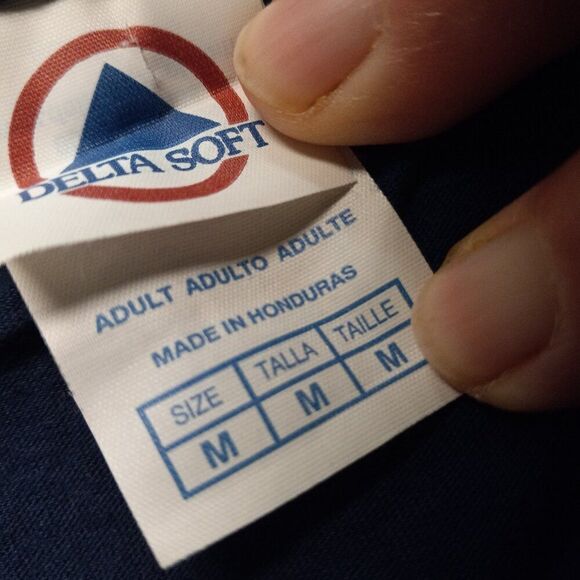 DELTA SOFT
ADULT ADULTO ADULTE
MADE IN HONDURAS
SIZE TALLA TAILLE
M M M